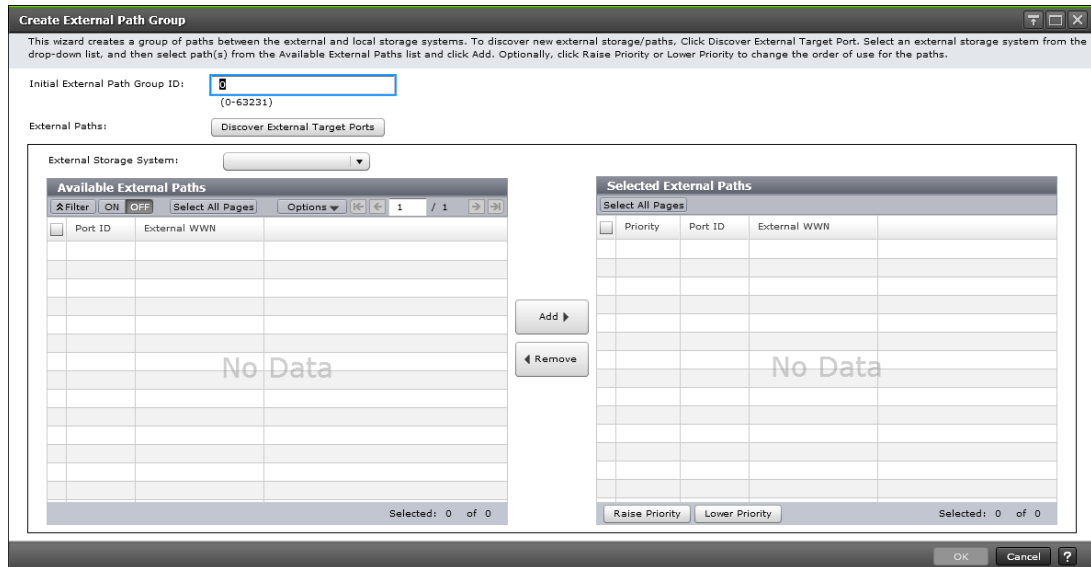 Create External Path Group
This wizard creates a group of paths between the external and local storage systems. To discover new external storage/paths, Click Discover External Target Port. Select an external storage system from the
drop-down list, and then select path(s) from the Available External Paths list and click Add. Optionally, click Raise Priority or Lower Priority to change the order of use for the paths.
Initial External Path Group ID: 0
(0-63231)
External Paths: Discover External Target Ports
External Storage System:
Available External Paths
Filter ON OFF Select All Pages Options 1 / 1
Port ID External WWN
No Data
Selected: 0 of 0
Add
Remove
Selected External Paths
Select All Pages
Priority Port ID External WWN
No Data
Raise Priority Lower Priority Selected: 0 of 0
OK Cancel ?